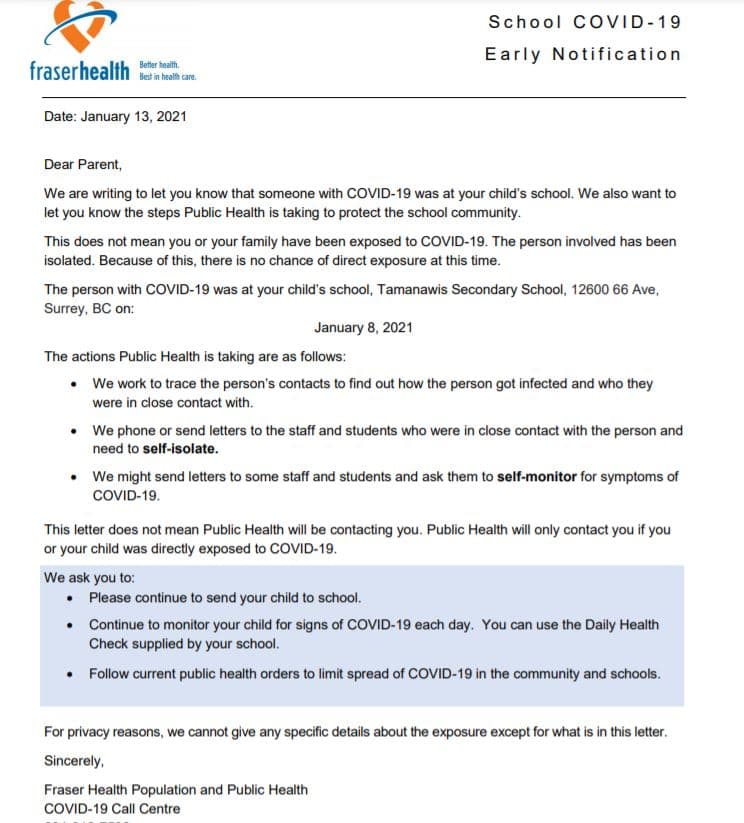 School COVID-19
Early Notification
fraserhealth
Better health.
Best in health care.
Date: January 13, 2021
Dear Parent,
We are writing to let you know that someone with COVID-19 was at your child's school. We also want to
let you know the steps Public Health is taking to protect the school community.
This does not mean you or your family have been exposed to COVID-19. The person involved has been
isolated. Because of this, there is no chance of direct exposure at this time.
The person with COVID-19 was at your child's school, Tamanawis Secondary School, 12600 66 Ave,
Surrey, BC on:
January 8, 2021
The actions Public Health is taking are as follows:
• We work to trace the person's contacts to find out how the person got infected and who they
were in close contact with.
• We phone or send letters to the staff and students who were in close contact with the person and
need to self-isolate.
• We might send letters to some staff and students and ask them to self-monitor for symptoms of
COVID-19.
This letter does not mean Public Health will be contacting you. Public Health will only contact you if you
or your child was directly exposed to COVID-19.
We ask you to:
• Please continue to send your child to school.
• Continue to monitor your child for signs of COVID-19 each day. You can use the Daily Health
Check supplied by your school.
• Follow current public health orders to limit spread of COVID-19 in the community and schools.
For privacy reasons, we cannot give any specific details about the exposure except for what is in this letter.
Sincerely,
Fraser Health Population and Public Health
COVID-19 Call Centre